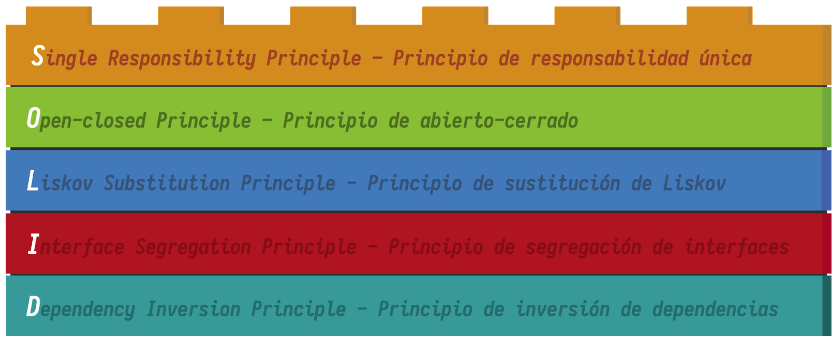 Single Responsibility Principle - Principio de responsabilidad única
Open-closed Principle - Principio de abierto-cerrado
Liskov Substitution Principle - Principio de sustitución de Liskov
Interface Segregation Principle - Principio de segregación de interfaces
Dependency Inversion Principle - Principio de inversión de dependencias